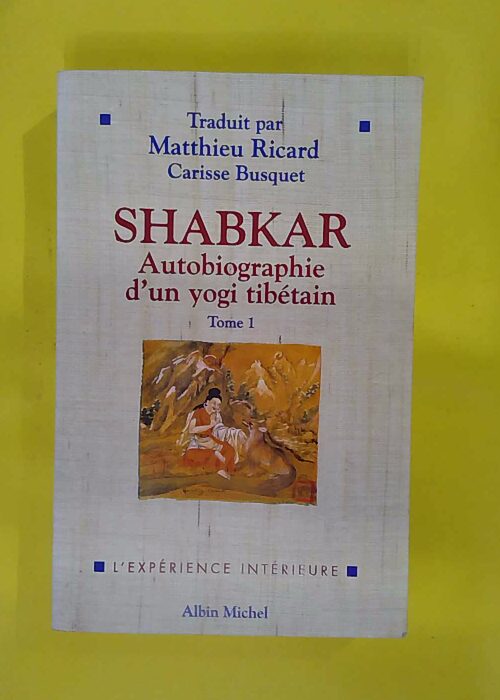 Traduit par
Matthieu Ricard
Carisse Busquet
SHABKAR
Autobiographie
d'un yogi tibétain
Tome 1
L'EXPÉRIENCE INTÉRIEURE
Albin Michel